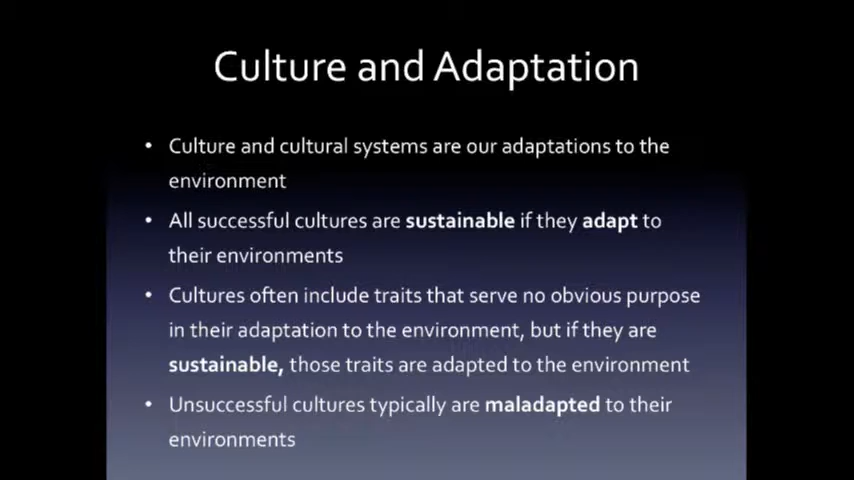 Culture and Adaptation
• Culture and cultural systems are our adaptations to the
environment
• All successful cultures are sustainable if they adapt to
their environments
• Cultures often include traits that serve no obvious purpose
in their adaptation to the environment, but if they are
sustainable, those traits are adapted to the environment
• Unsuccessful cultures typically are maladapted to their
environments